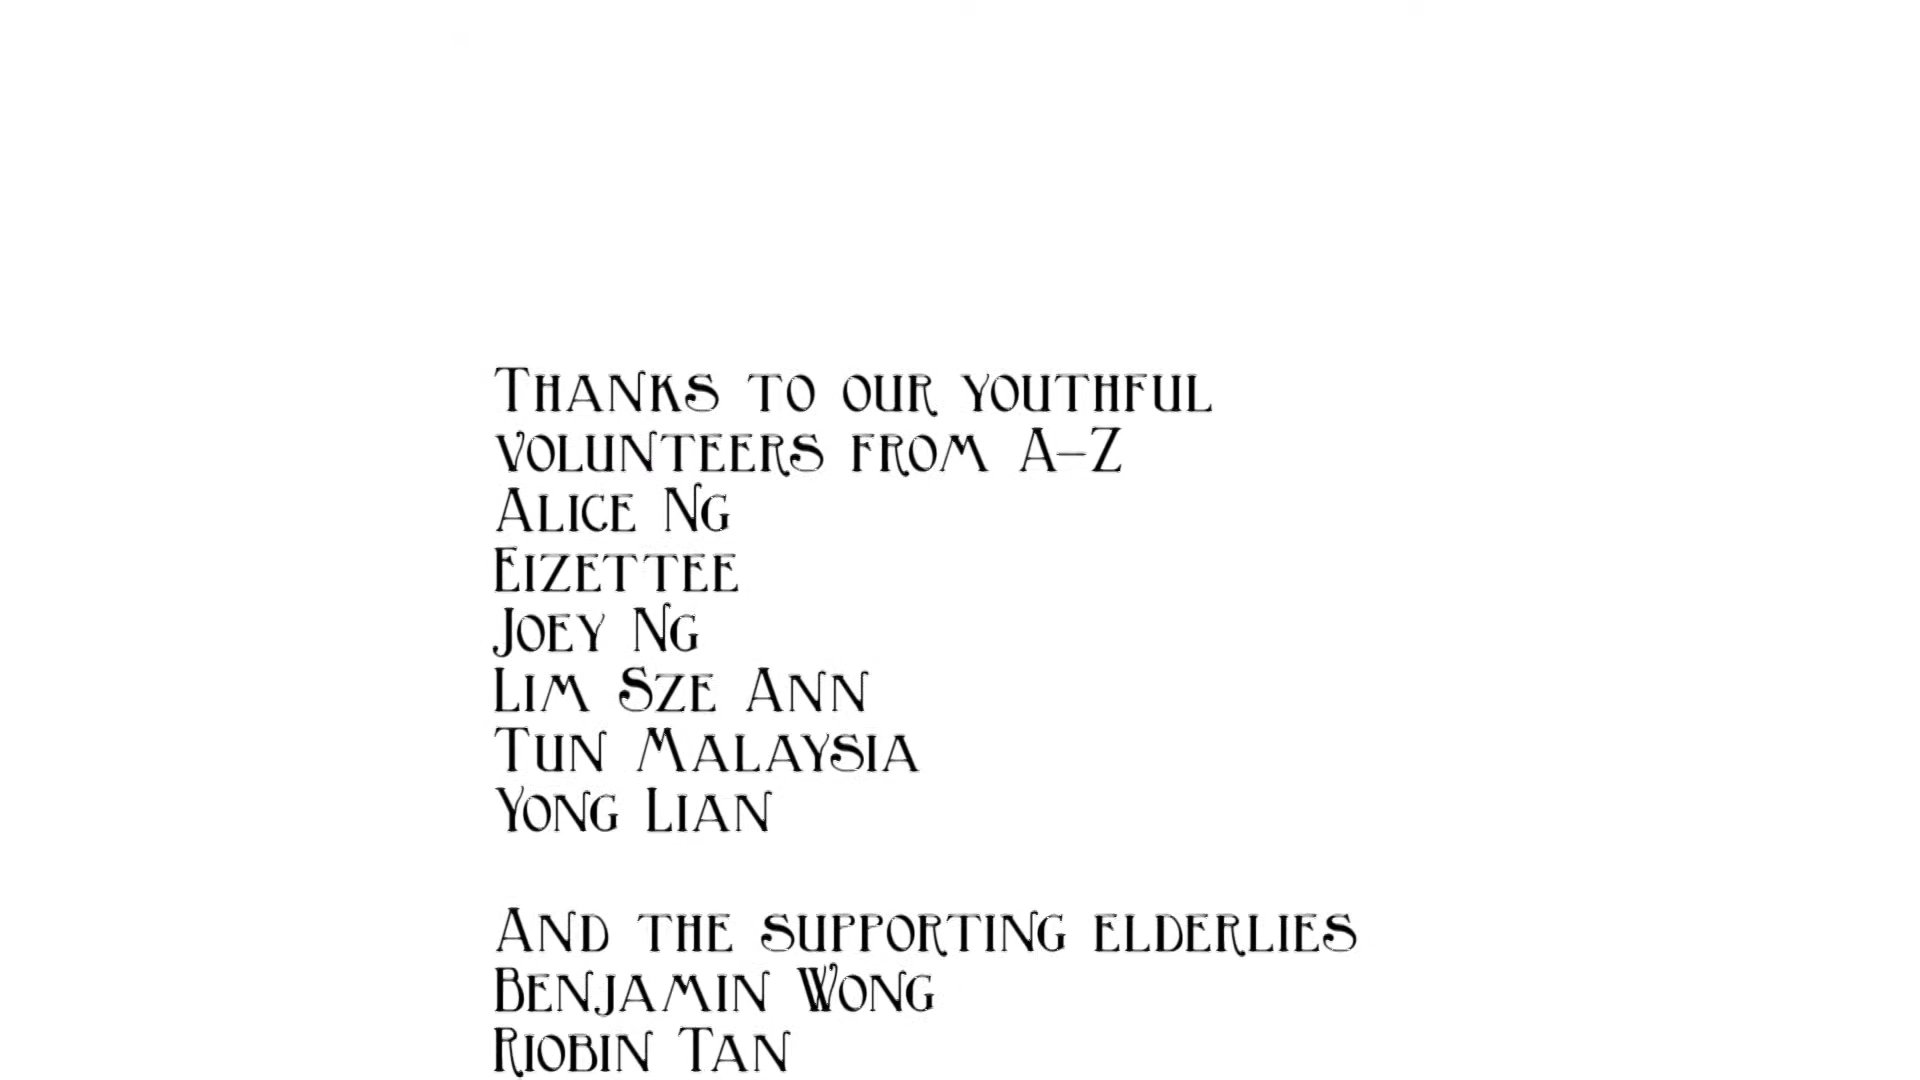 Thanks to our youthful
volunteers from A–Z
Alice Ng
Eizettee
Joey Ng
Lim Sze Ann
Tun Malaysia
Yong Lian
And the supporting elderlies
Benjamin Wong
Riobin Tan